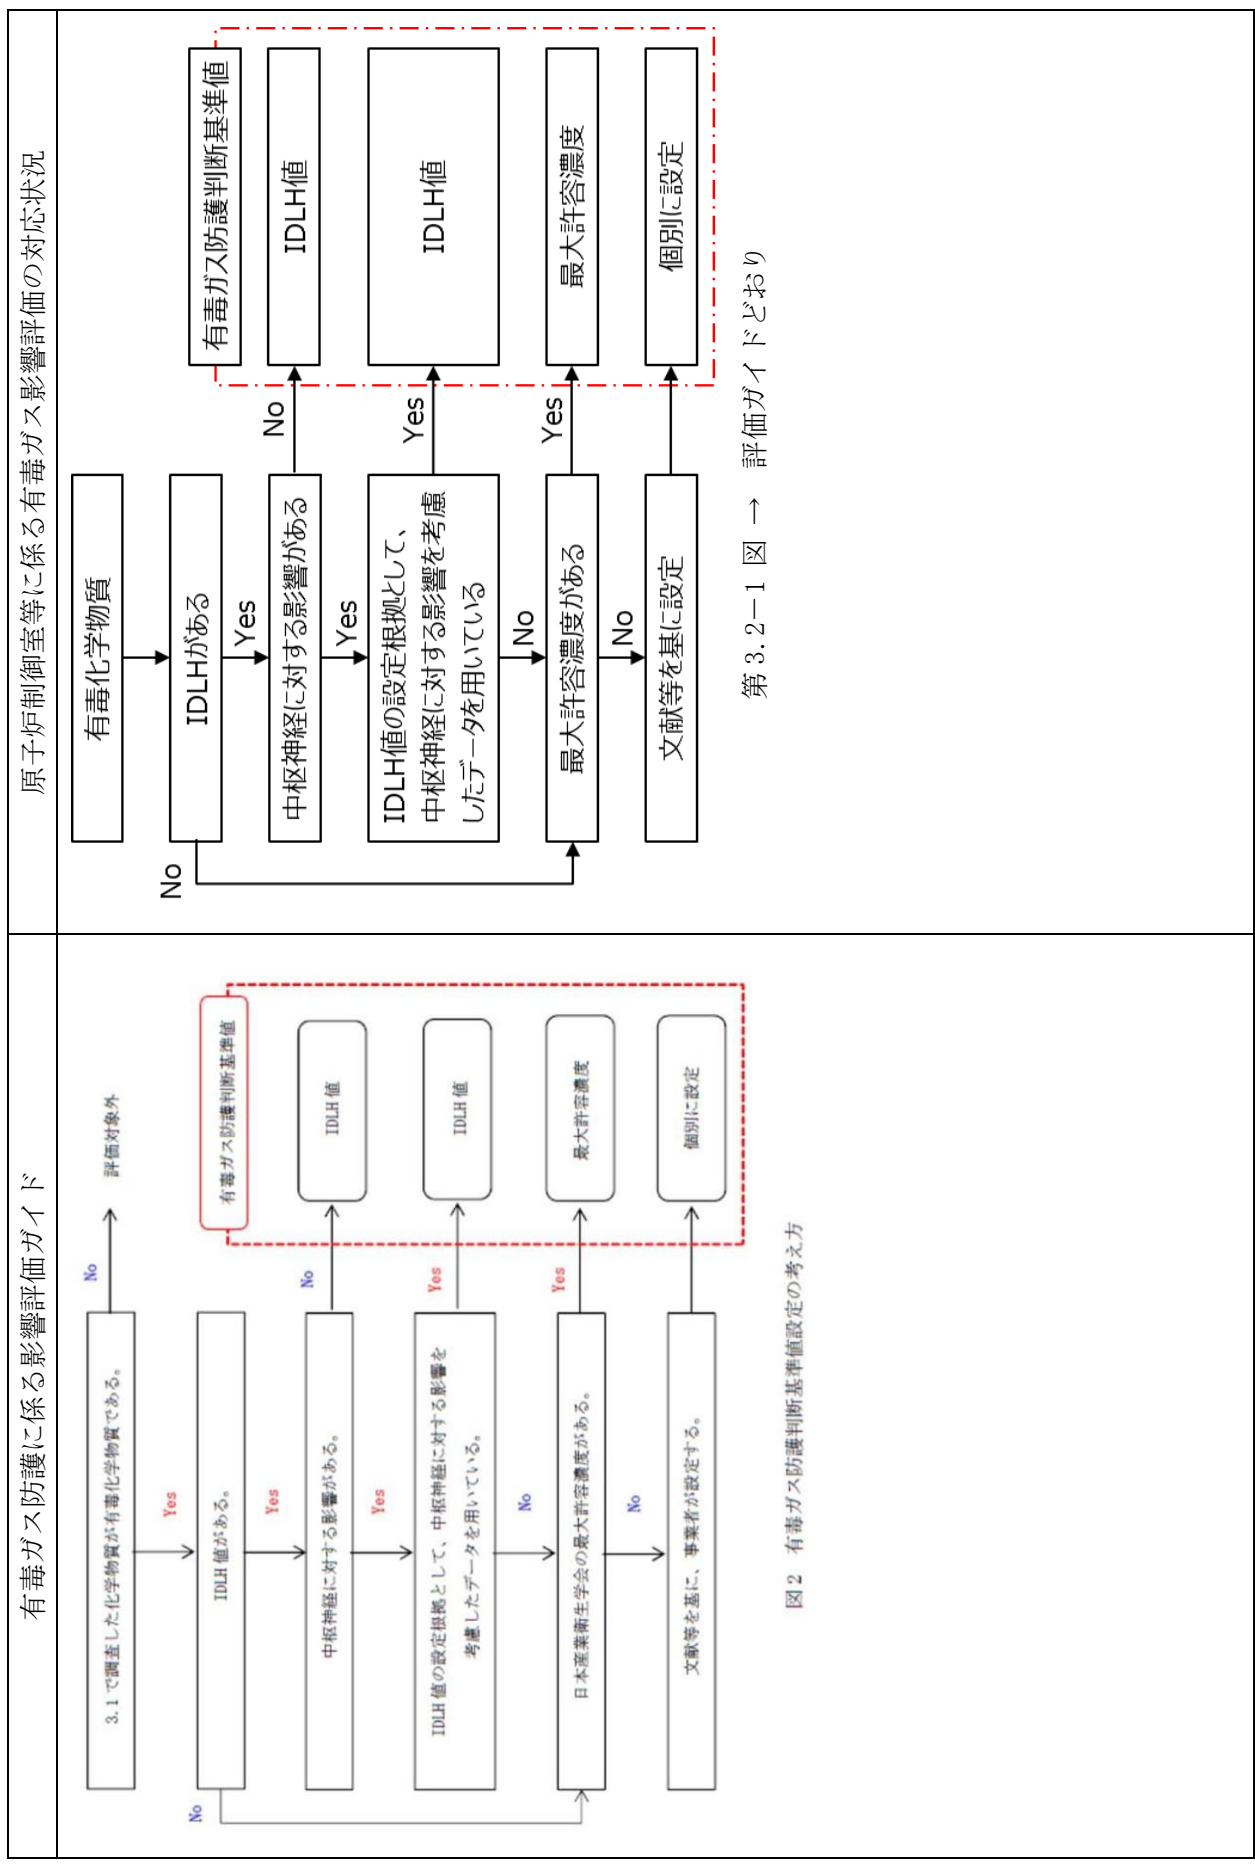 有毒ガス防護に係る影響評価ガイド
3.1で調査した化学物質が有毒化学物質である。
No
評価対象外
Yes
有毒ガス防護判断基準値
IDLH 値がある。
No
Yes
中枢神経に対する影響がある。
No
IDLH 値
Yes
IDLH 値の設定根拠として、中枢神経に対する影響を
考慮したデータを用いている。
Yes
IDLH 値
No
日本産業衛生学会の最大許容濃度がある。
Yes
最大許容濃度
No
文献等を基に、事業者が設定する。
個別に設定
図2 有毒ガス防護判断基準値設定の考え方
原子炉制御室等に係る有毒ガス影響評価の対応状況
有毒化学物質
有毒ガス防護判断基準値
IDLHがある
No
Yes
中枢神経に対する影響がある
No
IDLH値
Yes
IDLH値の設定根拠として、
中枢神経に対する影響を考慮
したデータを用いている
Yes
IDLH値
No
最大許容濃度がある
Yes
最大許容濃度
No
文献等を基に設定
個別に設定
第 3.2－1 図 → 評価ガイドどおり